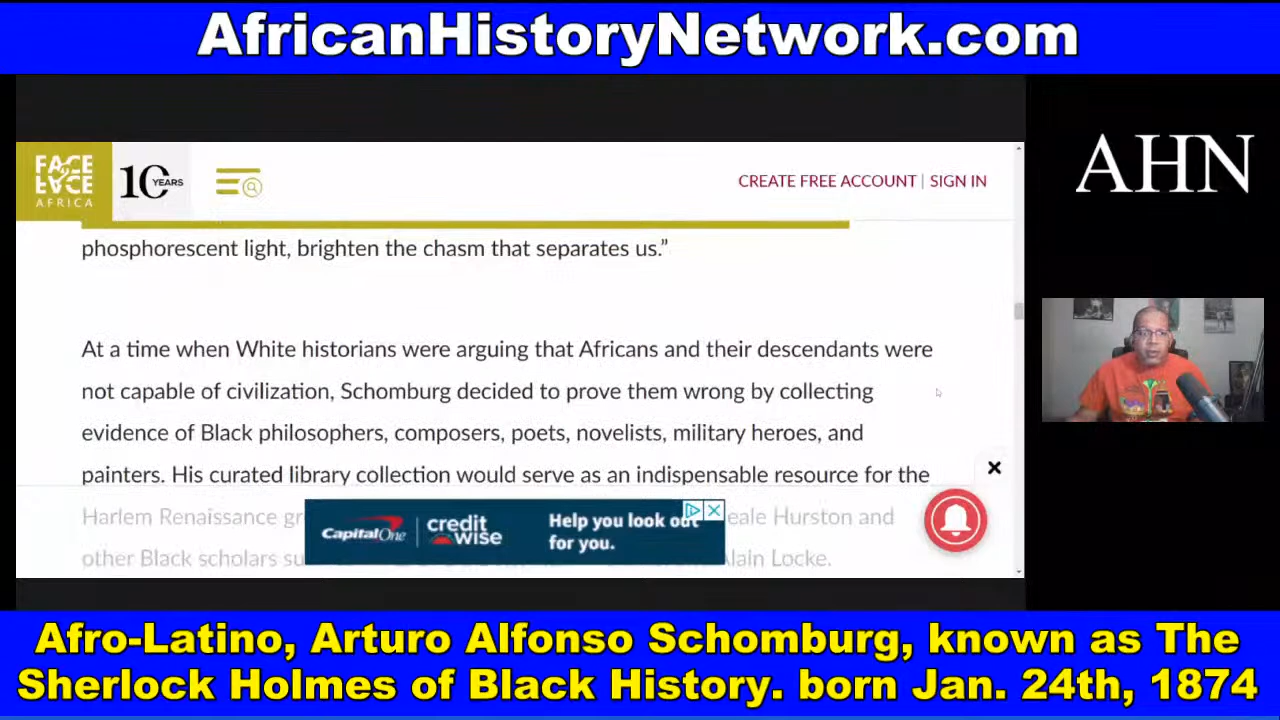 AfricanHistoryNetwork.com
FACE
2
FACE
AFRICA
10 YEARS
CREATE FREE ACCOUNT | SIGN IN
AHN
phosphorescent light, brighten the chasm that separates us.”
At a time when White historians were arguing that Africans and their descendants were
not capable of civilization, Schomburg decided to prove them wrong by collecting
evidence of Black philosophers, composers, poets, novelists, military heroes, and
painters. His curated library collection would serve as an indispensable resource for the
Harlem Renaissance eale Hurston and
other Black scholars Alain Locke.
Capital One | credit wise Help you look out for you.
Afro-Latino, Arturo Alfonso Schomburg, known as The
Sherlock Holmes of Black History. born Jan. 24th, 1874